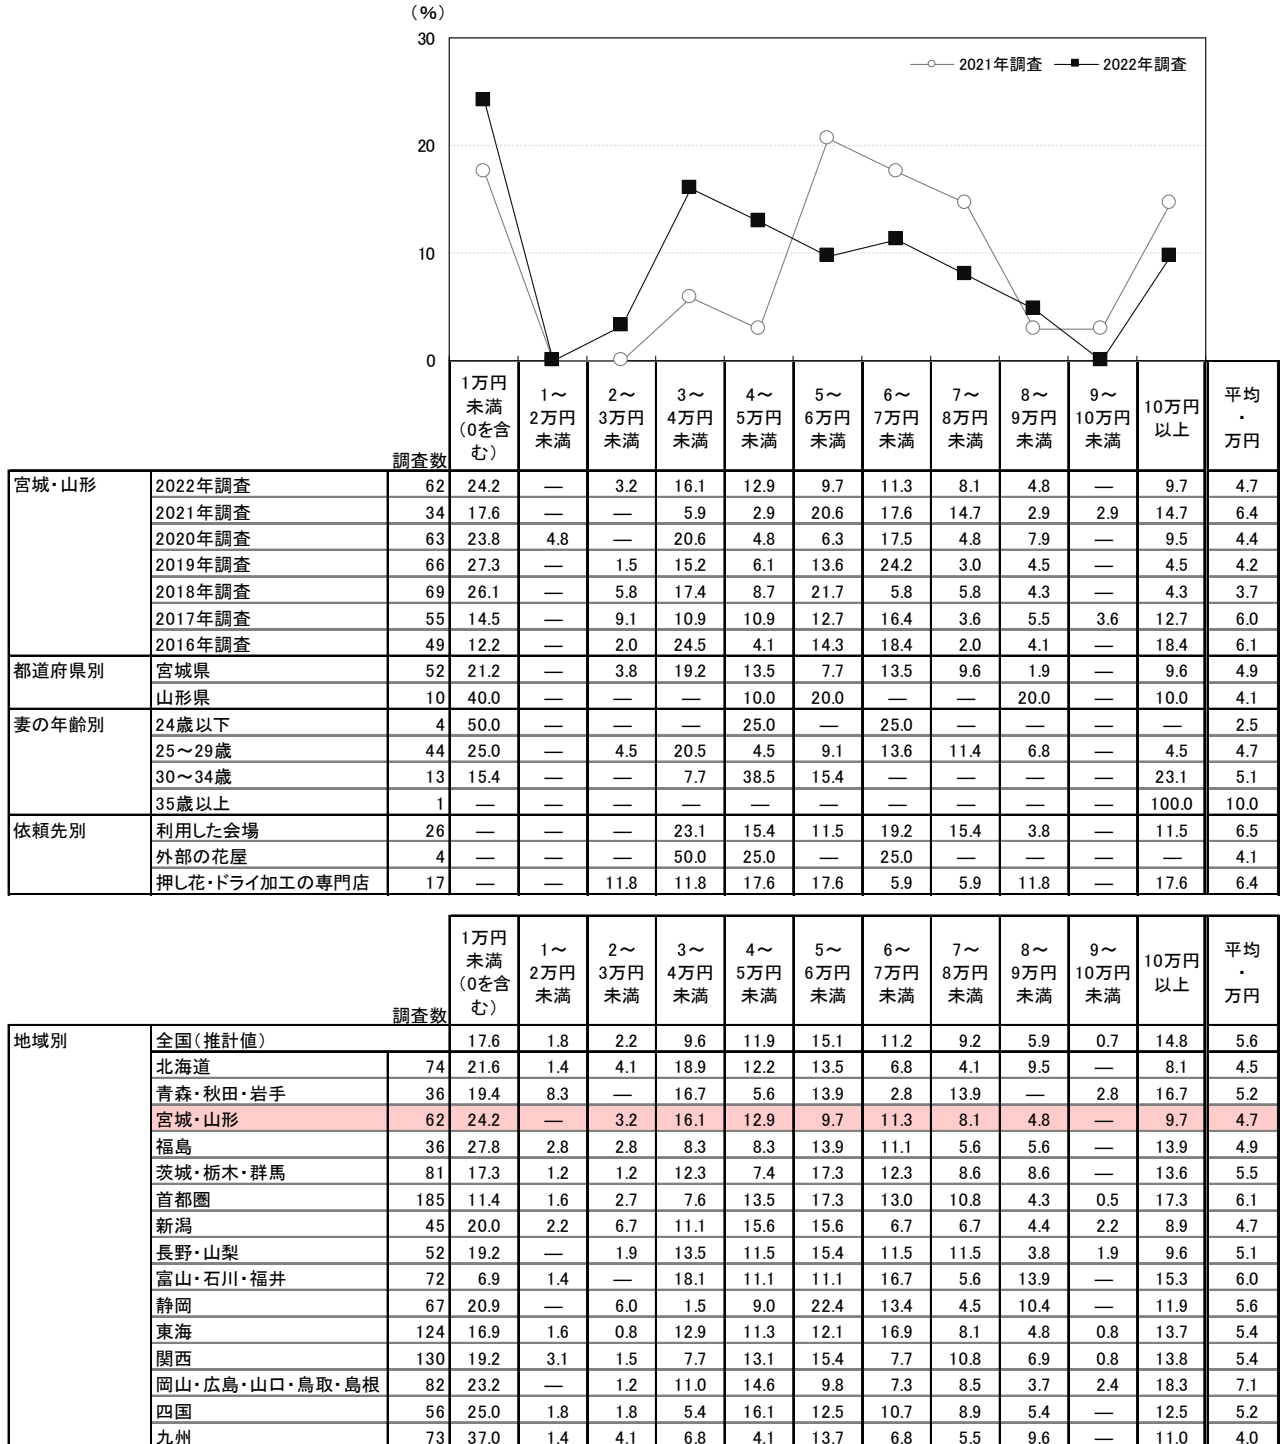 （％）
30
20
10
0
2021年調査 2022年調査
調査数 1万円未満（0を含む） 1～2万円未満 2～3万円未満 3～4万円未満 4～5万円未満 5～6万円未満 6～7万円未満 7～8万円未満 8～9万円未満 9～10万円未満 10万円以上 平均・万円
宮城・山形 2022年調査 62 24.2 — 3.2 16.1 12.9 9.7 11.3 8.1 4.8 — 9.7 4.7
2021年調査 34 17.6 — — 5.9 2.9 20.6 17.6 14.7 2.9 2.9 14.7 6.4
2020年調査 63 23.8 4.8 — 20.6 4.8 6.3 17.5 4.8 7.9 — 9.5 4.4
2019年調査 66 27.3 — 1.5 15.2 6.1 13.6 24.2 3.0 4.5 — 4.5 4.2
2018年調査 69 26.1 — 5.8 17.4 8.7 21.7 5.8 5.8 4.3 — 4.3 3.7
2017年調査 55 14.5 — 9.1 10.9 10.9 12.7 16.4 3.6 5.5 3.6 12.7 6.0
2016年調査 49 12.2 — 2.0 24.5 4.1 14.3 18.4 2.0 4.1 — 18.4 6.1
都道府県別 宮城県 52 21.2 — 3.8 19.2 13.5 7.7 13.5 9.6 1.9 — 9.6 4.9
山形県 10 40.0 — — — 10.0 20.0 — — 20.0 — 10.0 4.1
妻の年齢別 24歳以下 4 50.0 — — — 25.0 — 25.0 — — — — 2.5
25～29歳 44 25.0 — 4.5 20.5 4.5 9.1 13.6 11.4 6.8 — 4.5 4.7
30～34歳 13 15.4 — — 7.7 38.5 15.4 — — — — 23.1 5.1
35歳以上 1 — — — — — — — — — — 100.0 10.0
依頼先別 利用した会場 26 — — — 23.1 15.4 11.5 19.2 15.4 3.8 — 11.5 6.5
外部の花屋 4 — — — 50.0 25.0 — 25.0 — — — — 4.1
押し花・ドライ加工の専門店 17 — — 11.8 11.8 17.6 17.6 5.9 5.9 11.8 — 17.6 6.4
調査数 1万円未満（0を含む） 1～2万円未満 2～3万円未満 3～4万円未満 4～5万円未満 5～6万円未満 6～7万円未満 7～8万円未満 8～9万円未満 9～10万円未満 10万円以上 平均・万円
地域別 全国（推計値） 17.6 1.8 2.2 9.6 11.9 15.1 11.2 9.2 5.9 0.7 14.8 5.6
北海道 74 21.6 1.4 4.1 18.9 12.2 13.5 6.8 4.1 9.5 — 8.1 4.5
青森・秋田・岩手 36 19.4 8.3 — 16.7 5.6 13.9 2.8 13.9 — 2.8 16.7 5.2
宮城・山形 62 24.2 — 3.2 16.1 12.9 9.7 11.3 8.1 4.8 — 9.7 4.7
福島 36 27.8 2.8 2.8 8.3 8.3 13.9 11.1 5.6 5.6 — 13.9 4.9
茨城・栃木・群馬 81 17.3 1.2 1.2 12.3 7.4 17.3 12.3 8.6 8.6 — 13.6 5.5
首都圏 185 11.4 1.6 2.7 7.6 13.5 17.3 13.0 10.8 4.3 0.5 17.3 6.1
新潟 45 20.0 2.2 6.7 11.1 15.6 15.6 6.7 6.7 4.4 2.2 8.9 4.7
長野・山梨 52 19.2 — 1.9 13.5 11.5 15.4 11.5 11.5 3.8 1.9 9.6 5.1
富山・石川・福井 72 6.9 1.4 — 18.1 11.1 11.1 16.7 5.6 13.9 — 15.3 6.0
静岡 67 20.9 — 6.0 1.5 9.0 22.4 13.4 4.5 10.4 — 11.9 5.6
東海 124 16.9 1.6 0.8 12.9 11.3 12.1 16.9 8.1 4.8 0.8 13.7 5.4
関西 130 19.2 3.1 1.5 7.7 13.1 15.4 7.7 10.8 6.9 0.8 13.8 5.4
岡山・広島・山口・鳥取・島根 82 23.2 — 1.2 11.0 14.6 9.8 7.3 8.5 3.7 2.4 18.3 7.1
四国 56 25.0 1.8 1.8 5.4 16.1 12.5 10.7 8.9 5.4 — 12.5 5.2
九州 73 37.0 1.4 4.1 6.8 4.1 13.7 6.8 5.5 9.6 — 11.0 4.0